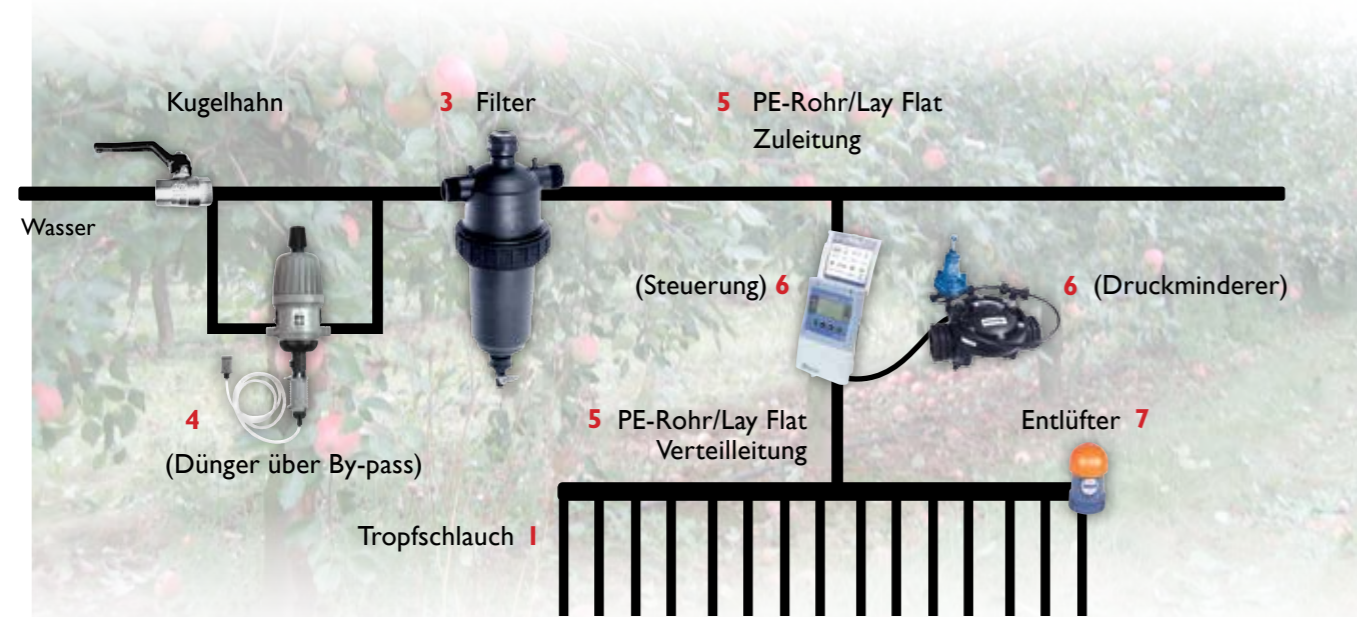 Kugelhahn
3 Filter
5 PE-Rohr/Lay Flat
Zuleitung
Wasser
(Steuerung) 6
6 (Druckminderer)
4
(Dünger über By-pass)
5 PE-Rohr/Lay Flat
Verteilleitung
Entlüfter 7
Tropfschlauch 1